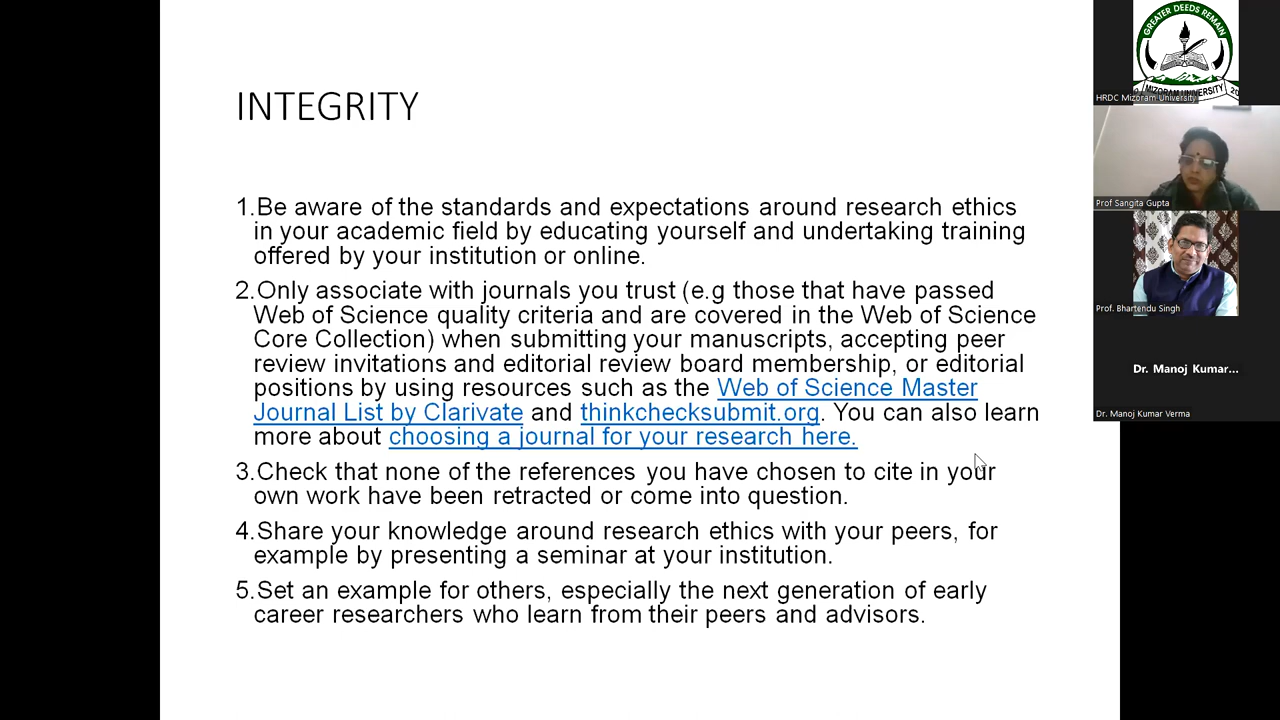 INTEGRITY
1.Be aware of the standards and expectations around research ethics
in your academic field by educating yourself and undertaking training
offered by your institution or online.
2.Only associate with journals you trust (e.g those that have passed
Web of Science quality criteria and are covered in the Web of Science
Core Collection) when submitting your manuscripts, accepting peer
review invitations and editorial review board membership, or editorial
positions by using resources such as the Web of Science Master
Journal List by Clarivate and thinkchecksubmit.org. You can also learn
more about choosing a journal for your research here.
3.Check that none of the references you have chosen to cite in your
own work have been retracted or come into question.
4.Share your knowledge around research ethics with your peers, for
example by presenting a seminar at your institution.
5.Set an example for others, especially the next generation of early
career researchers who learn from their peers and advisors.
GREATER DEEDS REMAIN
MIZORAM UNIVERSITY
HRDC Mizoram University
Prof Sangita Gupta
Prof. Bhartendu Singh
Dr. Manoj Kumar...
Dr. Manoj Kumar Verma